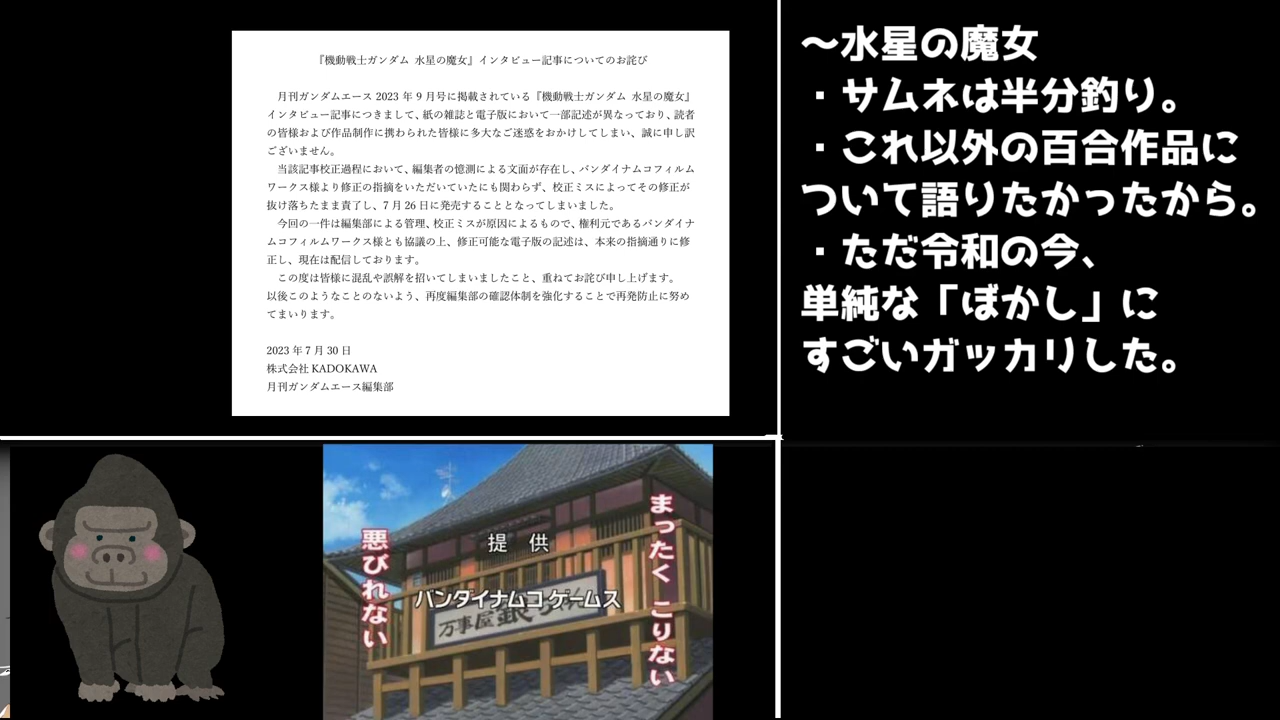 『機動戦士ガンダム 水星の魔女』インタビュー記事についてのお詫び
月刊ガンダムエース 2023 年 9 月号に掲載されている『機動戦士ガンダム 水星の魔女』
インタビュー記事につきまして、紙の雑誌と電子版において一部記述が異なっており、読者
の皆様および作品制作に携わられた皆様に多大なご迷惑をおかけしてしまい、誠に申し訳
ございません。
当該記事校正過程において、編集者の憶測による文面が存在し、バンダイナムコフィルム
ワークス様より修正の指摘をいただいていたにも関わらず、校正ミスによってその修正が
抜け落ちたまま責了し、7 月 26 日に発売することとなってしまいました。
今回の一件は編集部による管理、校正ミスが原因によるもので、権利元であるバンダイナ
ムコフィルムワークス様とも協議の上、修正可能な電子版の記述は、本来の指摘通りに修
正し、現在は配信しております。
この度は皆様に混乱や誤解を招いてしまいましたこと、重ねてお詫び申し上げます。
以後このようなことのないよう、再度編集部の確認体制を強化することで再発防止に努め
てまいります。
2023 年 7 月 30 日
株式会社 KADOKAWA
月刊ガンダムエース編集部
～水星の魔女
・サムネは半分釣り。
・これ以外の百合作品に
ついて語りたかったから。
・ただ令和の今、
単純な「ぼかし」に
すごいガッカリした。
まったく こりない
悪びれない
提 供
バンダイナムコゲームス
万事屋銀